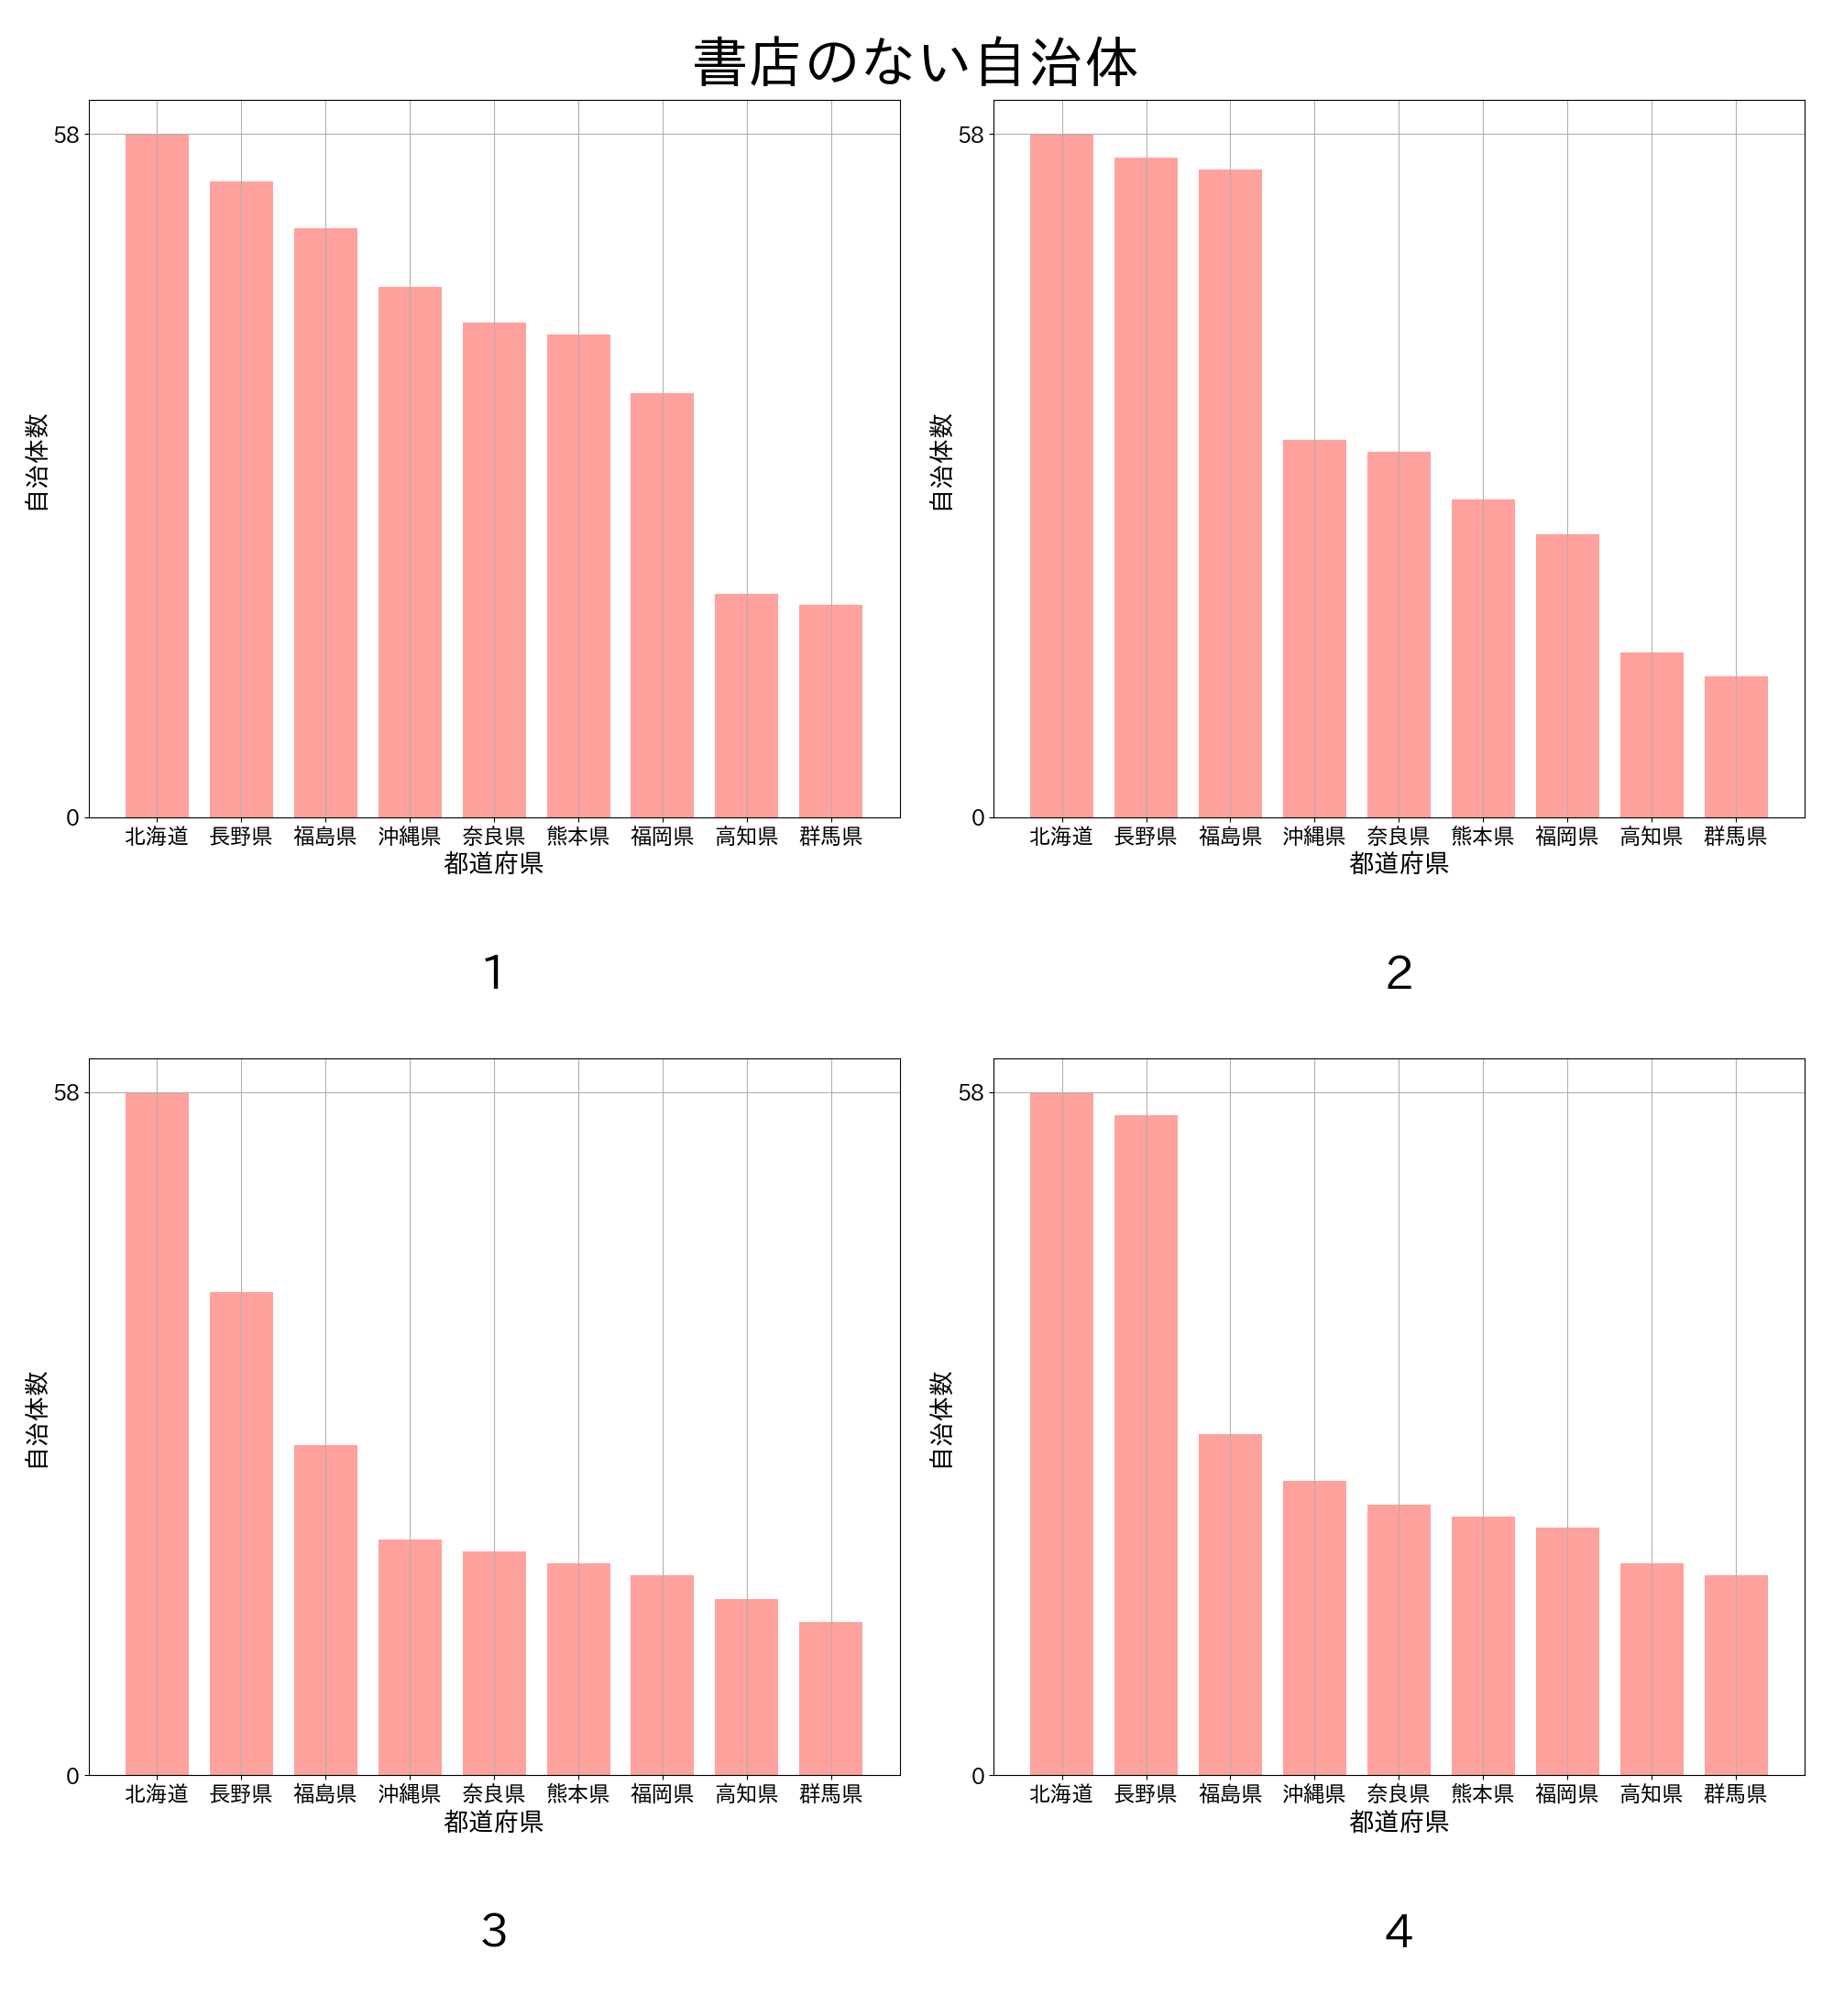 書店のない自治体
58
0
自治体数
北海道 長野県 福島県 沖縄県 奈良県 熊本県 福岡県 高知県 群馬県
都道府県
1
58
0
自治体数
北海道 長野県 福島県 沖縄県 奈良県 熊本県 福岡県 高知県 群馬県
都道府県
2
58
0
自治体数
北海道 長野県 福島県 沖縄県 奈良県 熊本県 福岡県 高知県 群馬県
都道府県
3
58
0
自治体数
北海道 長野県 福島県 沖縄県 奈良県 熊本県 福岡県 高知県 群馬県
都道府県
4